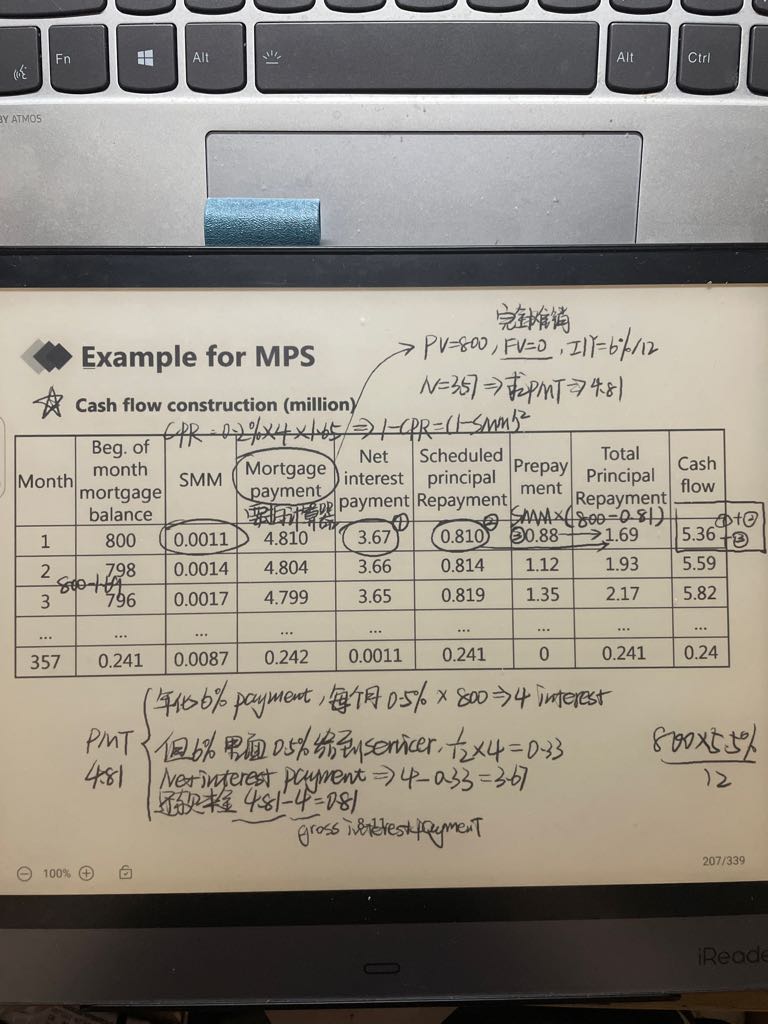 Fn
Alt
Alt
Ctrl
BY ATMOS
完全摊销
Example for MPS
PV=800, FV=0, I/Y=6%/12
N=357 ⇒ 求PMT ⇒ 4.81
Cash flow construction (million)
CPR = 0.2% × 4 × 1.65 ⇒ 1-CPR=(1-SMM)¹²
Month | Beg. of month mortgage balance | SMM | Mortgage payment | Net interest payment | Scheduled principal Repayment | Prepayment | Total Principal Repayment | Cash flow
① ② SMM×(800-0.81)
1 | 800 | 0.0011 | 4.810 | 3.67 | 0.810 | ③ 0.88 | 1.69 | 5.36 ①+②+③
2 | 798 | 0.0014 | 4.804 | 3.66 | 0.814 | 1.12 | 1.93 | 5.59
800-1.69
3 | 796 | 0.0017 | 4.799 | 3.65 | 0.819 | 1.35 | 2.17 | 5.82
... | ... | ... | ... | ... | ... | ... | ... | ...
357 | 0.241 | 0.0087 | 0.242 | 0.0011 | 0.241 | 0 | 0.241 | 0.24
PMT 4.81
年化6% payment, 每个月0.5% × 800 ⇒ 4 interest
但6%里面0.5%给到servicer, 1/12 × 4 = 0.33
Net interest payment ⇒ 4-0.33=3.67
4.81-4=0.81
gross interest payment
800×5.5%
12
207/339
100%
iReade